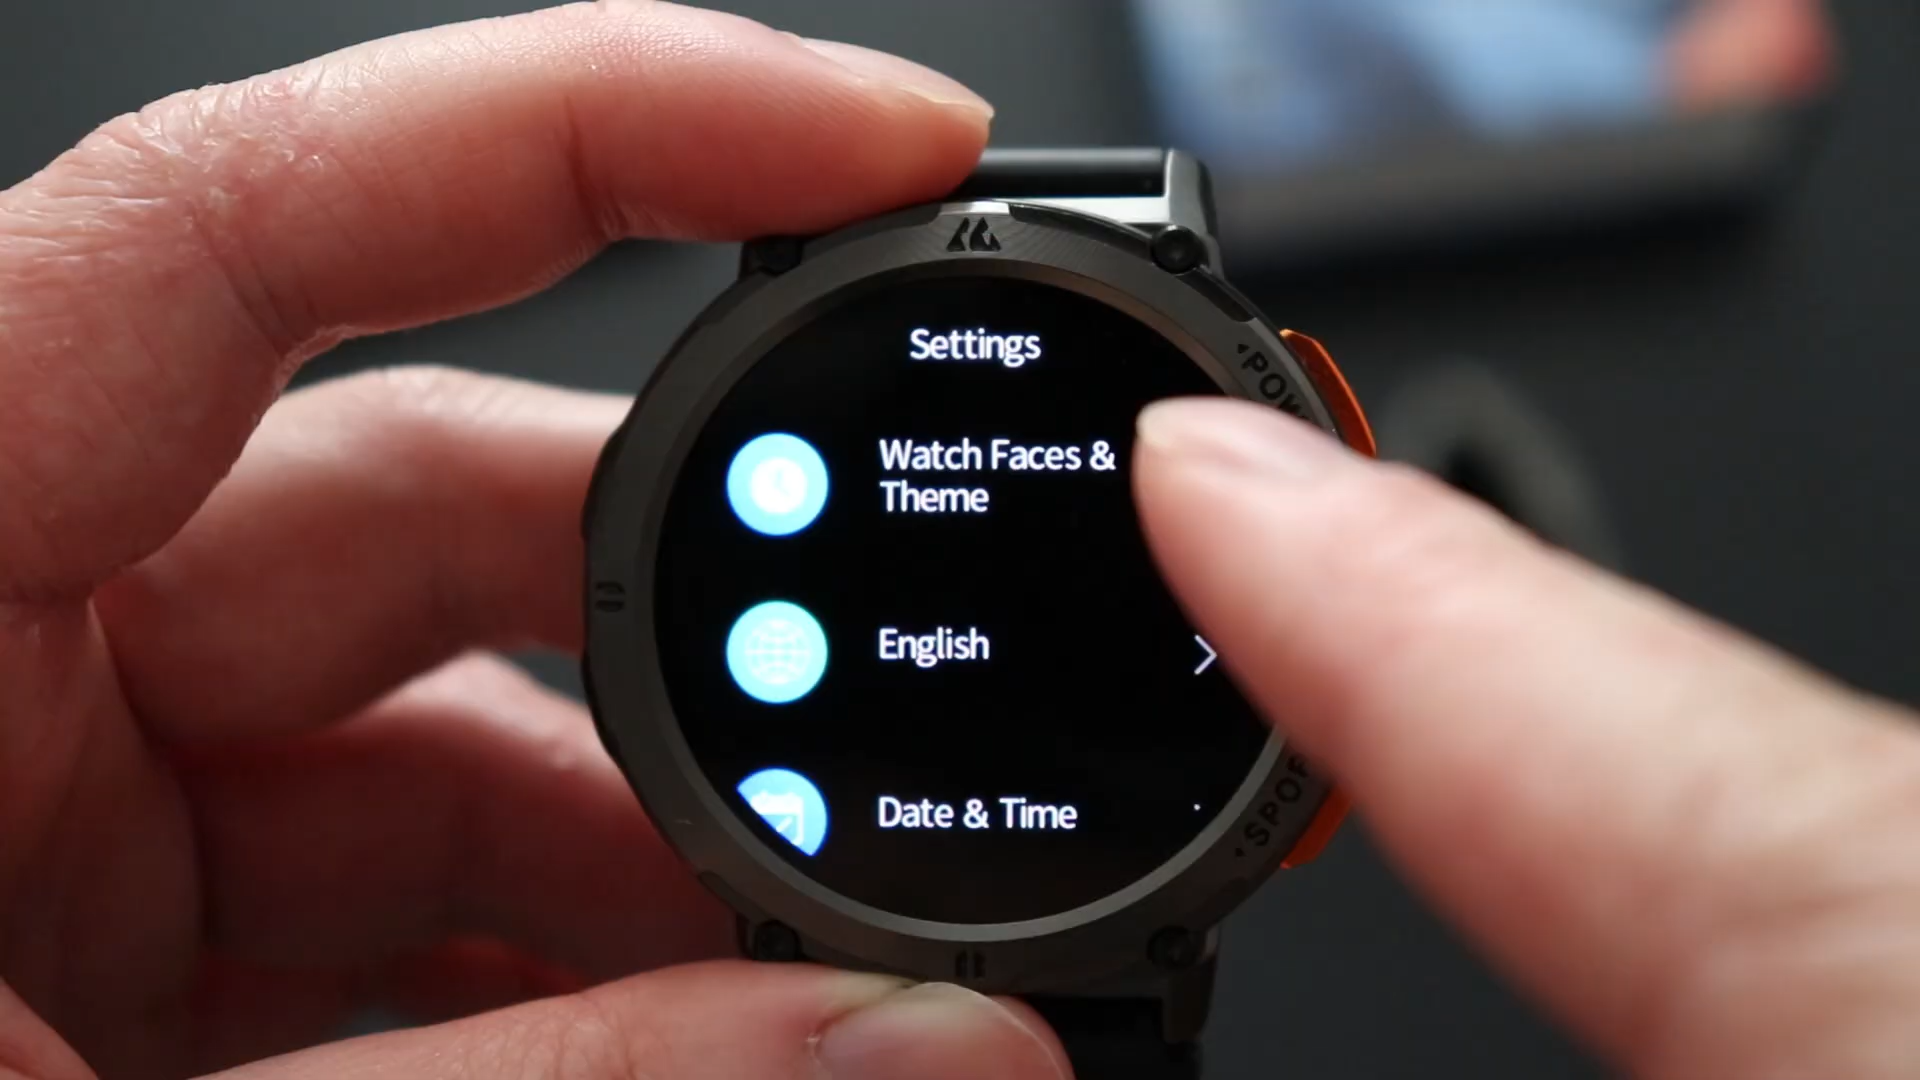 Settings
Watch Faces &
Theme
English
Date & Time